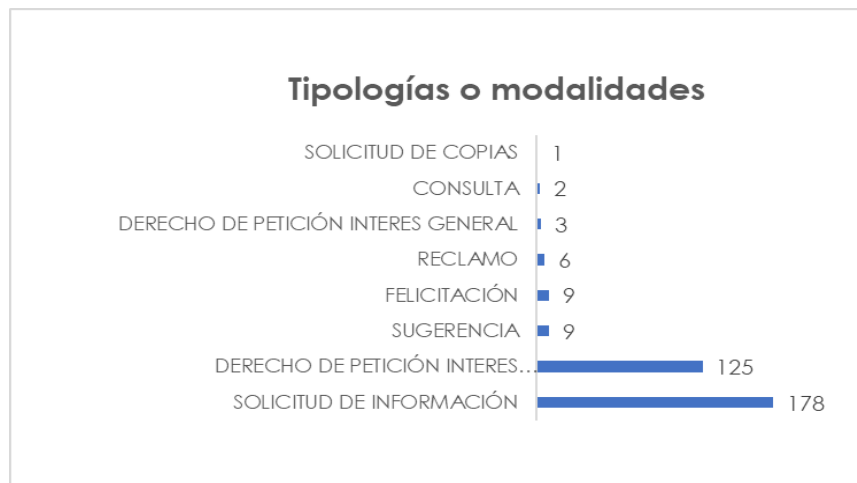 Tipologías o modalidades
SOLICITUD DE COPIAS 1
CONSULTA 2
DERECHO DE PETICIÓN INTERES GENERAL 3
RECLAMO 6
FELICITACIÓN 9
SUGERENCIA 9
DERECHO DE PETICIÓN INTERES... 125
SOLICITUD DE INFORMACIÓN 178